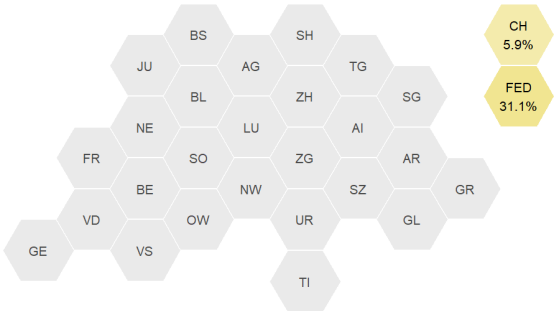 BS
SH
CH
5.9%
JU
AG
TG
FED
31.1%
BL
ZH
SG
NE
LU
AI
FR
SO
ZG
AR
BE
NW
SZ
GR
VD
OW
UR
GL
GE
VS
TI